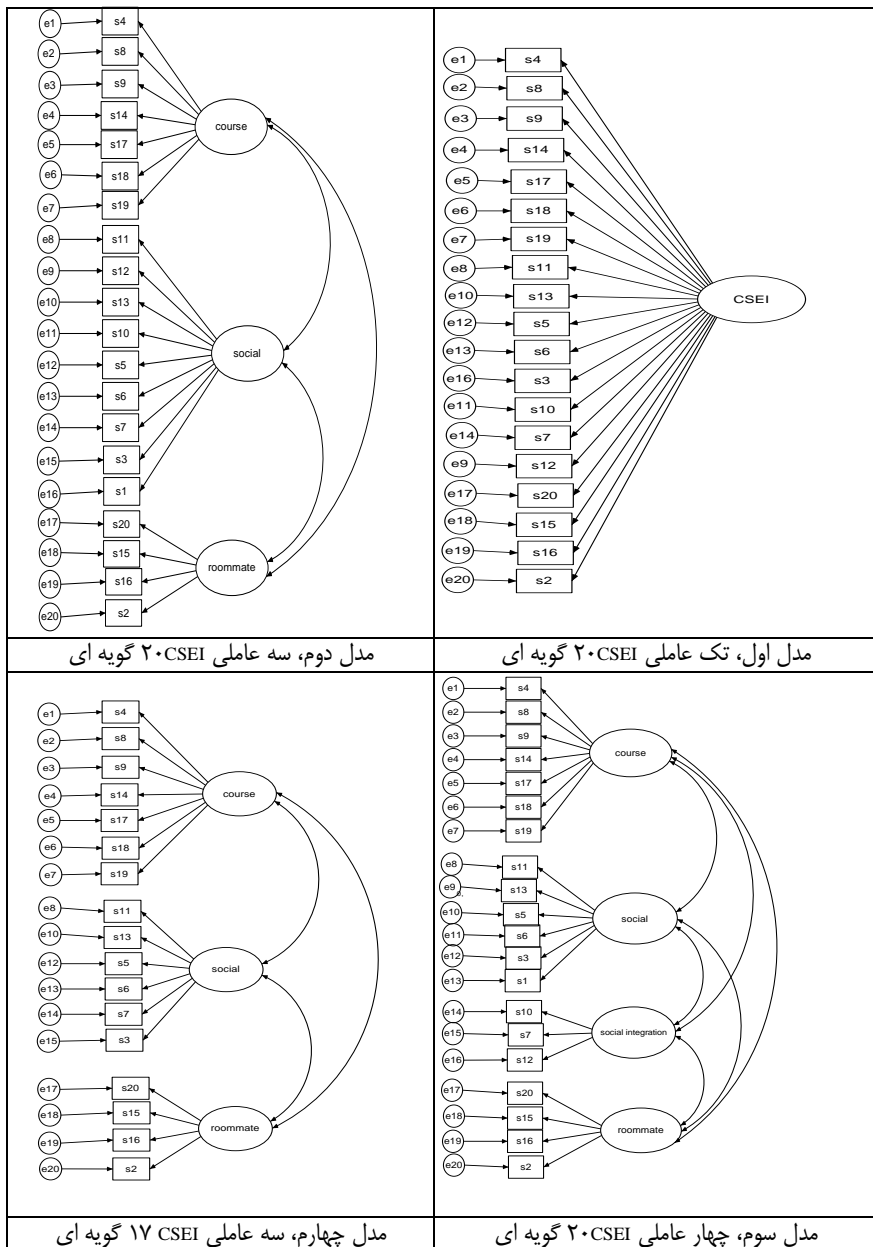 e1 s4
e2 s8
e3 s9
e4 s14
e5 s17
e6 s18
e7 s19
e8 s11
e10 s13 CSEI
e12 s5
e13 s6
e16 s3
e11 s10
e14 s7
e9 s12
e17 s20
e18 s15
e19 s16
e20 s2
مدل اول، تک عاملی ۲۰CSEI گویه ای
e1 s4
e2 s8
e3 s9
e4 s14 course
e5 s17
e6 s18
e7 s19
e8 s11
e9 s12
e10 s13
e11 s10 social
e12 s5
e13 s6
e14 s7
e15 s3
e16 s1
e17 s20
e18 s15 roommate
e19 s16
e20 s2
مدل دوم، سه عاملی ۲۰CSEI گویه ای
e1 s4
e2 s8
e3 s9 course
e4 s14
e5 s17
e6 s18
e7 s19
e8 s11
e9 s13
e10 s5 social
e11 s6
e12 s3
e13 s1
e14 s10
e15 s7 social integration
e16 s12
e17 s20
e18 s15 roommate
e19 s16
e20 s2
مدل سوم، چهار عاملی ۲۰CSEI گویه ای
e1 s4
e2 s8
e3 s9
e4 s14 course
e5 s17
e6 s18
e7 s19
e8 s11
e10 s13
e12 s5 social
e13 s6
e14 s7
e15 s3
e17 s20
e18 s15 roommate
e19 s16
e20 s2
مدل چهارم، سه عاملی CSEI ۱۷ گویه ای